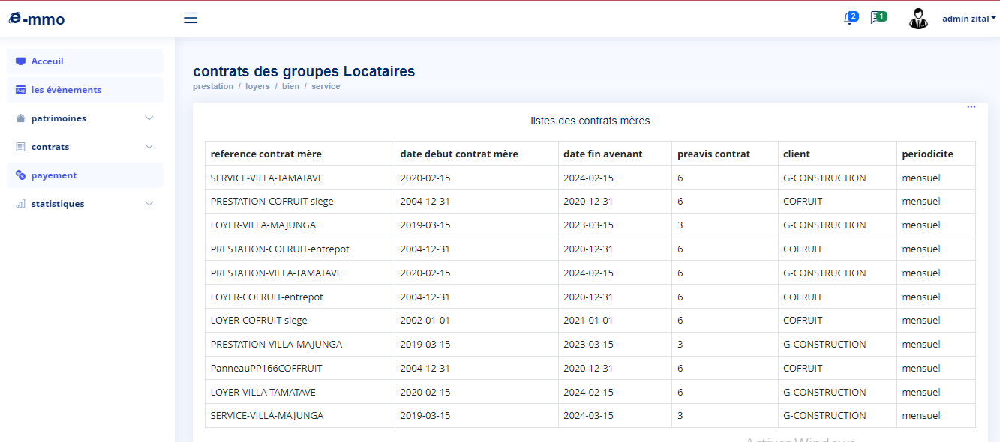 e-mmo
2
1
admin zital
Acceuil
les évènements
patrimoines
contrats
payement
statistiques
contrats des groupes Locataires
prestation / loyers / bien / service
listes des contrats mères
reference contrat mère date debut contrat mère date fin avenant preavis contrat client periodicite
SERVICE-VILLA-TAMATAVE 2020-02-15 2024-02-15 6 G-CONSTRUCTION mensuel
PRESTATION-COFRUIT-siege 2004-12-31 2020-12-31 6 COFRUIT mensuel
LOYER-VILLA-MAJUNGA 2019-03-15 2023-03-15 3 G-CONSTRUCTION mensuel
PRESTATION-COFRUIT-entrepot 2004-12-31 2020-12-31 6 COFRUIT mensuel
PRESTATION-VILLA-TAMATAVE 2020-02-15 2024-02-15 6 G-CONSTRUCTION mensuel
LOYER-COFRUIT-entrepot 2004-12-31 2020-12-31 6 COFRUIT mensuel
LOYER-COFRUIT-siege 2002-01-01 2021-01-01 6 COFRUIT mensuel
PRESTATION-VILLA-MAJUNGA 2019-03-15 2023-03-15 3 G-CONSTRUCTION mensuel
PanneauPP166COFFRUIT 2004-12-31 2020-12-31 6 COFRUIT mensuel
LOYER-VILLA-TAMATAVE 2020-02-15 2024-02-15 6 G-CONSTRUCTION mensuel
SERVICE-VILLA-MAJUNGA 2019-03-15 2024-03-15 3 G-CONSTRUCTION mensuel
Activer Windows